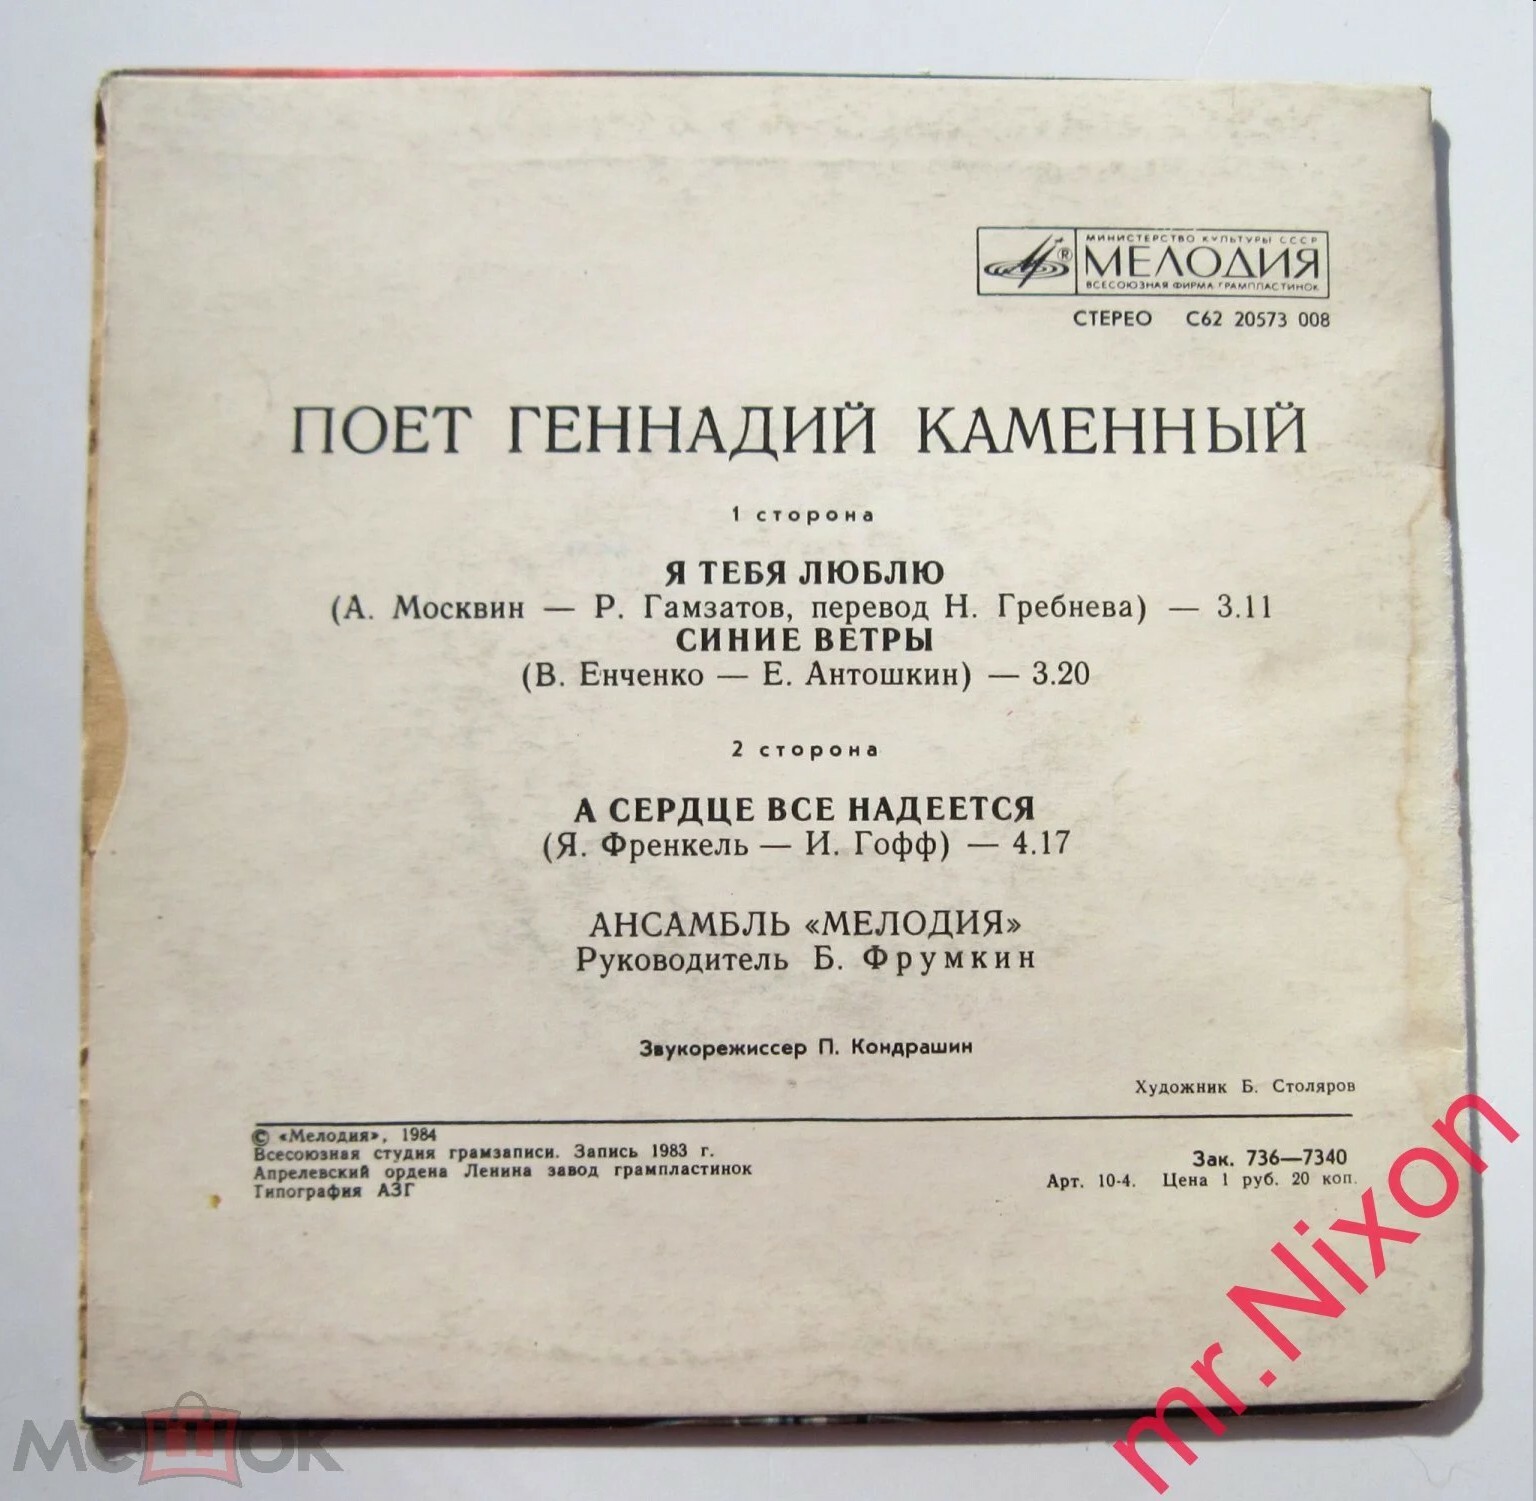 МИНИСТЕРСТВО КУЛЬТУРЫ СССР
МЕЛОДИЯ
ВСЕСОЮЗНАЯ ФИРМА ГРАМПЛАСТИНОК
СТЕРЕО С62 20573 008
ПОЕТ ГЕННАДИЙ КАМЕННЫЙ
1 сторона
Я ТЕБЯ ЛЮБЛЮ
(А. Москвин — Р. Гамзатов, перевод Н. Гребнева) — 3.11
СИНИЕ ВЕТРЫ
(В. Енченко — Е. Антошкин) — 3.20
2 сторона
А СЕРДЦЕ ВСЕ НАДЕЕТСЯ
(Я. Френкель — И. Гофф) — 4.17
АНСАМБЛЬ «МЕЛОДИЯ»
Руководитель Б. Фрумкин
Звукорежиссер П. Кондрашин
Художник Б. Столяров
© «Мелодия», 1984
Всесоюзная студия грамзаписи. Запись 1983 г.
Апрелевский ордена Ленина завод грампластинок
Типография АЗГ
Зак. 736—7340
Арт. 10-4. Цена 1 руб. 20 коп.
mr.Nixon
мешок